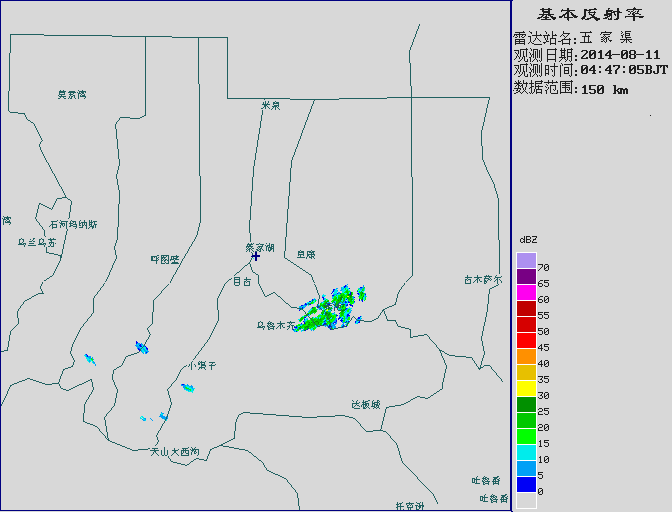 基本反射率
雷达站名:五 家 渠
观测日期:2014-08-11
观测时间:04:47:05BJT
数据范围:150 km
莫索湾
米泉
湾
石河玛纳斯
乌兰乌苏
呼图壁
蔡家湖
阜康
昌吉
吉木萨尔
乌鲁木齐
小渠子
达板城
天山大西沟
吐鲁番
吐鲁番
托克逊
dBZ
70
65
60
55
50
45
40
35
30
25
20
15
10
5
0